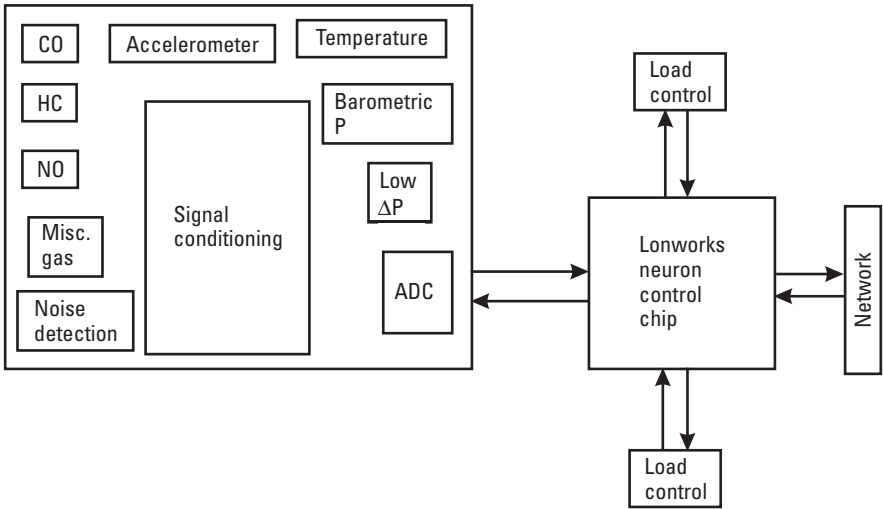 CO
Accelerometer
Temperature
HC
Barometric
P
NO
Low
ΔP
Signal
conditioning
Misc.
gas
ADC
Noise
detection
Load
control
Lonworks
neuron
control
chip
Network
Load
control